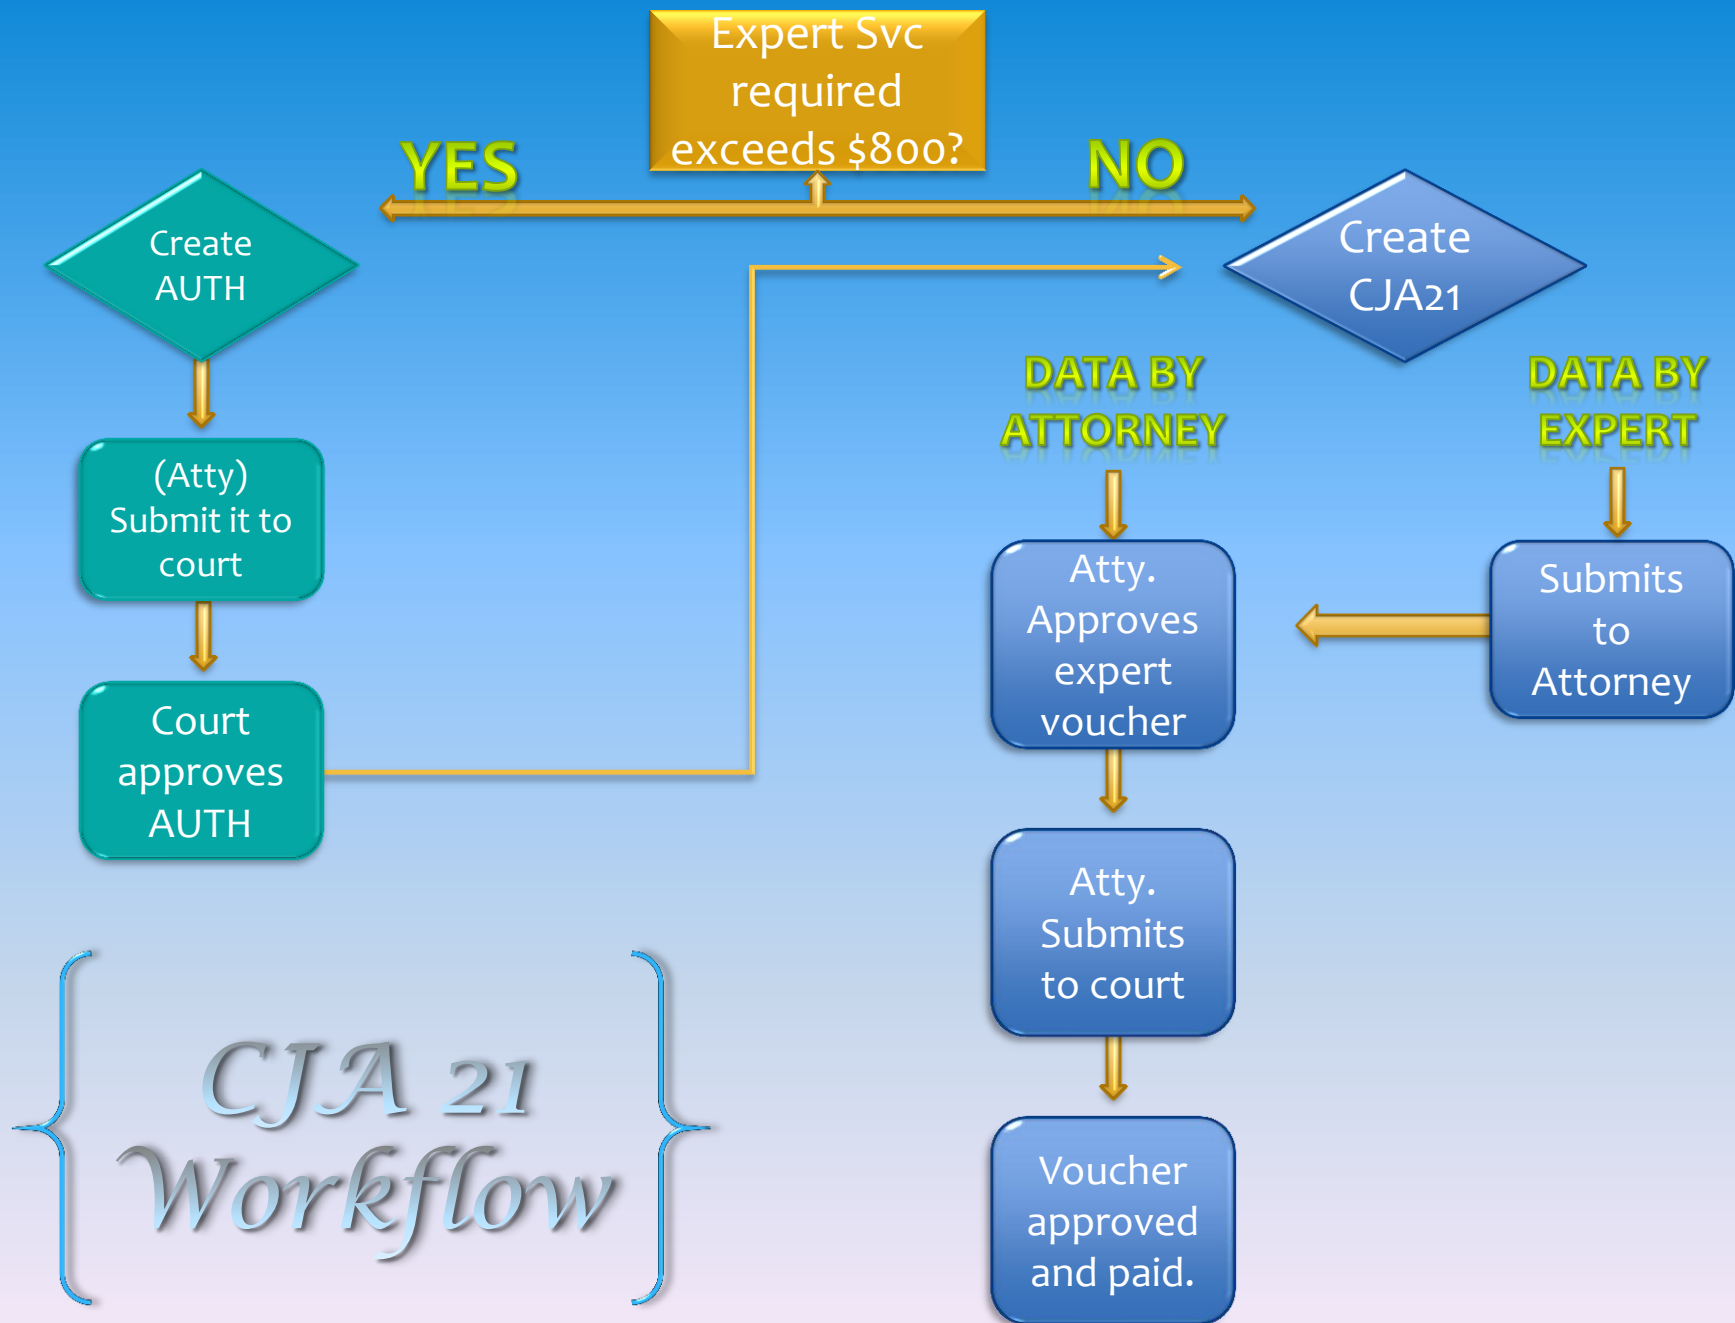 Expert Svc
required
exceeds $800?
YES
NO
Create
AUTH
Create
CJA21
DATA BY
ATTORNEY
DATA BY
EXPERT
(Atty)
Submit it to
court
Atty.
Approves
expert
voucher
Submits
to
Attorney
Court
approves
AUTH
Atty.
Submits
to court
CJA 21
Workflow
Voucher
approved
and paid.